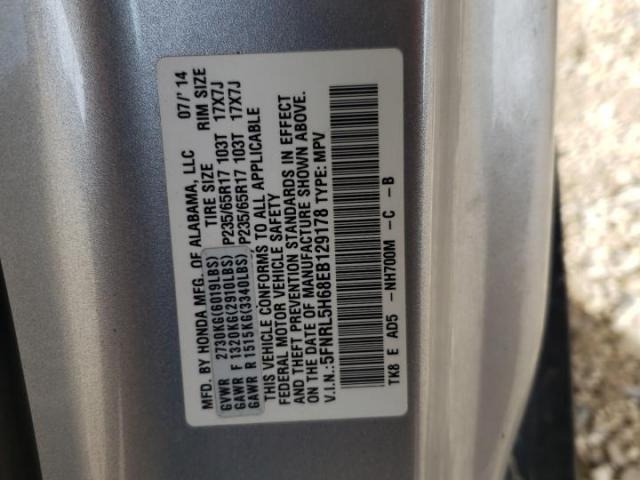 MFD. BY HONDA MFG. OF ALABAMA, LLC 07/'14
TIRE SIZE RIM SIZE
GVWR 2730KG(6019LBS)
GAWR F 1320KG(2910LBS) P235/65R17 103T 17X7J
GAWR R 1515KG(3340LBS) P235/65R17 103T 17X7J
THIS VEHICLE CONFORMS TO ALL APPLICABLE
FEDERAL MOTOR VEHICLE SAFETY
AND THEFT PREVENTION STANDARDS IN EFFECT
ON THE DATE OF MANUFACTURE SHOWN ABOVE.
V.I.N.:5FNRL5H68EB129178 TYPE: MPV
TK8 E AD5 -NH700M -C -B